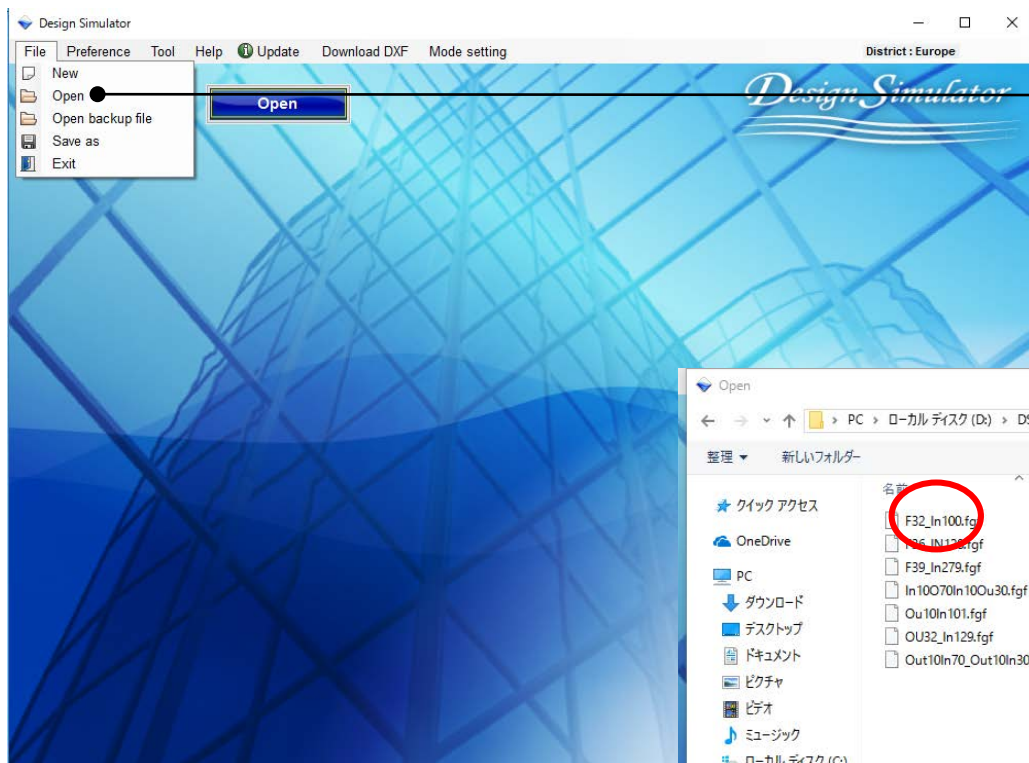 Design Simulator
File Preference Tool Help Update Download DXF Mode setting District : Europe
New
Open
Open backup file
Save as
Exit
Open
Design Simulator
Open
PC > ローカル ディスク (D:) >
整理 新しいフォルダー
クイック アクセス
OneDrive
PC
ダウンロード
デスクトップ
ドキュメント
ピクチャ
ビデオ
ミュージック
ローカル ディスク (C:)
F32_In100.fgf
F39_In279.fgf
In10O70In10Ou30.fgf
Ou10In101.fgf
OU32_In129.fgf
Out10In70_Out10In30